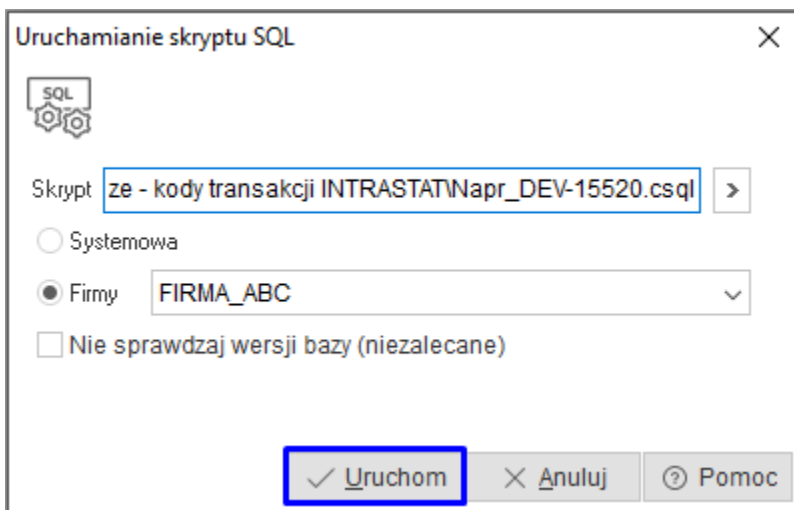 Uruchamianie skryptu SQL
SQL
Skrypt ze - kody transakcji INTRASTAT\Napr_DEV-15520.csql
Systemowa
Firmy FIRMA_ABC
Nie sprawdzaj wersji bazy (niezalecane)
Uruchom Anuluj Pomoc